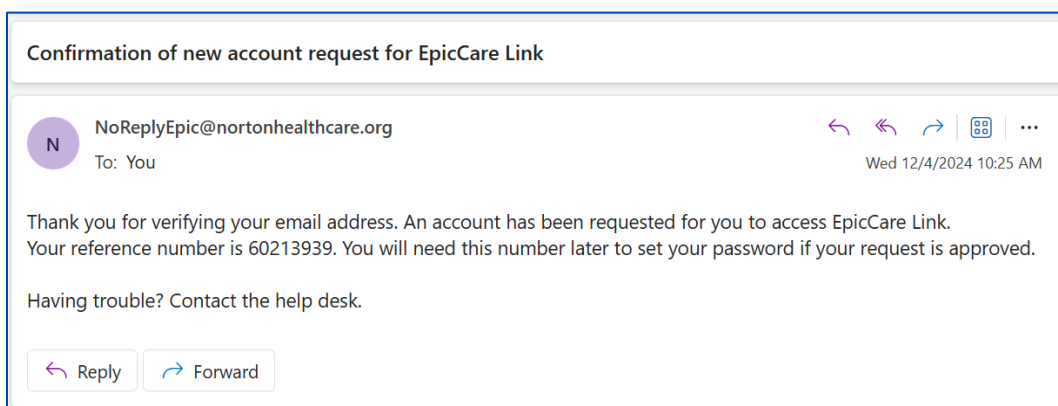 Confirmation of new account request for EpicCare Link
N
NoReplyEpic@nortonhealthcare.org
To: You
Wed 12/4/2024 10:25 AM
Thank you for verifying your email address. An account has been requested for you to access EpicCare Link.
Your reference number is 60213939. You will need this number later to set your password if your request is approved.
Having trouble? Contact the help desk.
Reply
Forward